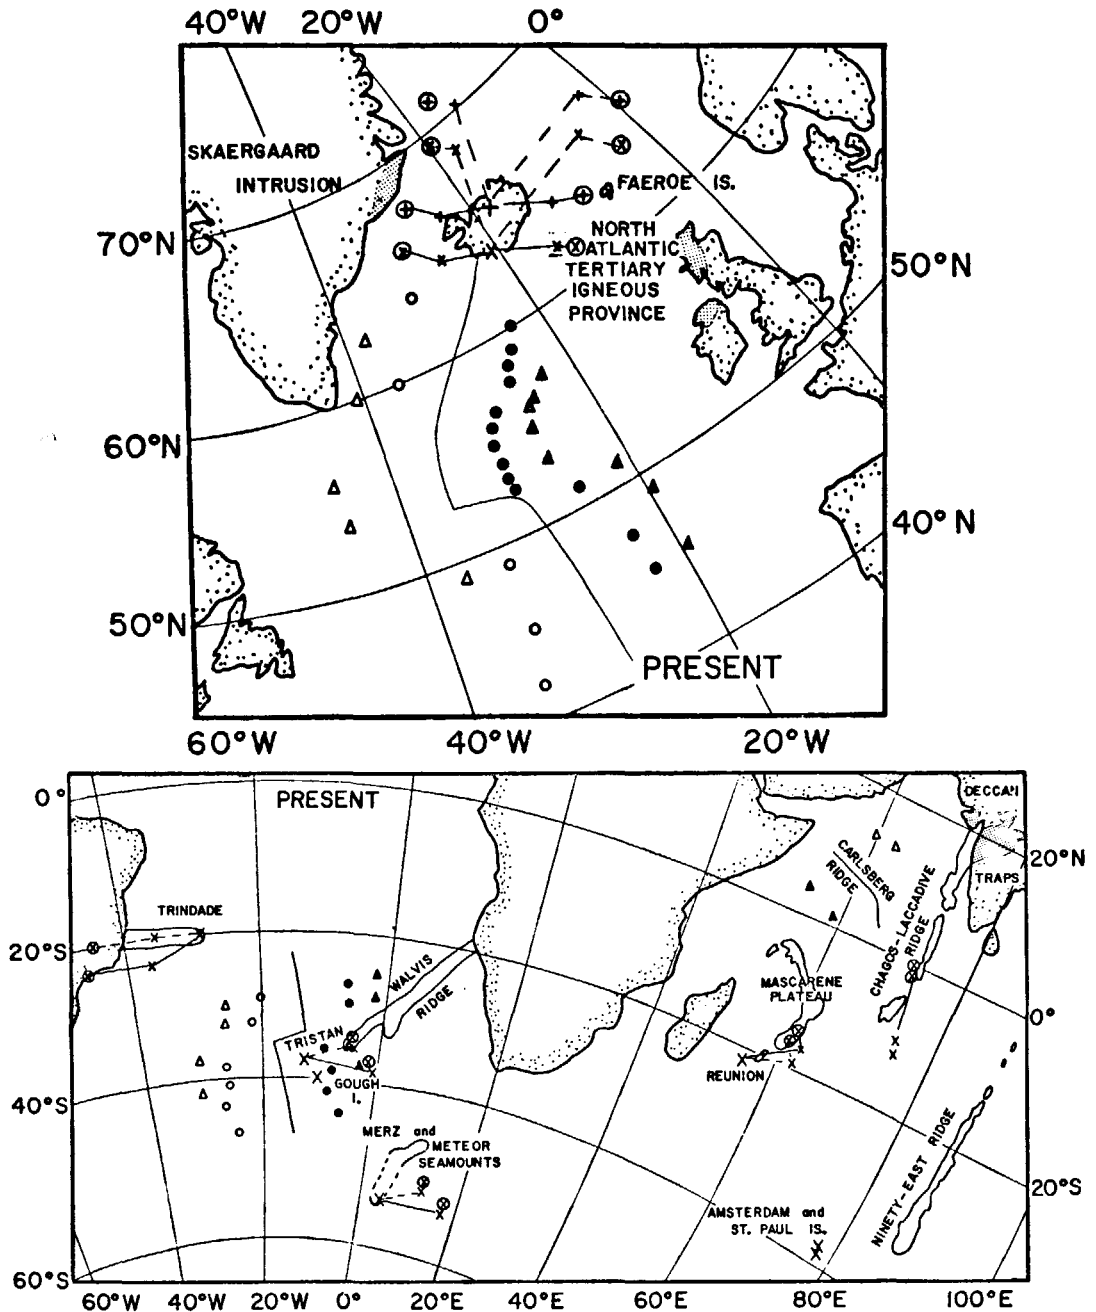 40°W 20°W 0°
SKAERGAARD
INTRUSION
FAEROE IS.
70°N
NORTH
ATLANTIC
TERTIARY
IGNEOUS
PROVINCE
50°N
60°N
40°N
50°N
PRESENT
60°W 40°W 20°W
0°
PRESENT
DECCAN
CARLSBERG
RIDGE
20°N
TRAPS
CHAGOS-LACCADIVE
RIDGE
TRINDADE
20°S
WALVIS
RIDGE
MASCARENE
PLATEAU
0°
TRISTAN
REUNION
GOUGH
I.
40°S
MERZ and
METEOR
SEAMOUNTS
NINETY-EAST RIDGE
20°S
AMSTERDAM and
ST. PAUL IS.
60°S
60°W 40°W 20°W 0° 20°E 40°E 60°E 80°E 100°E